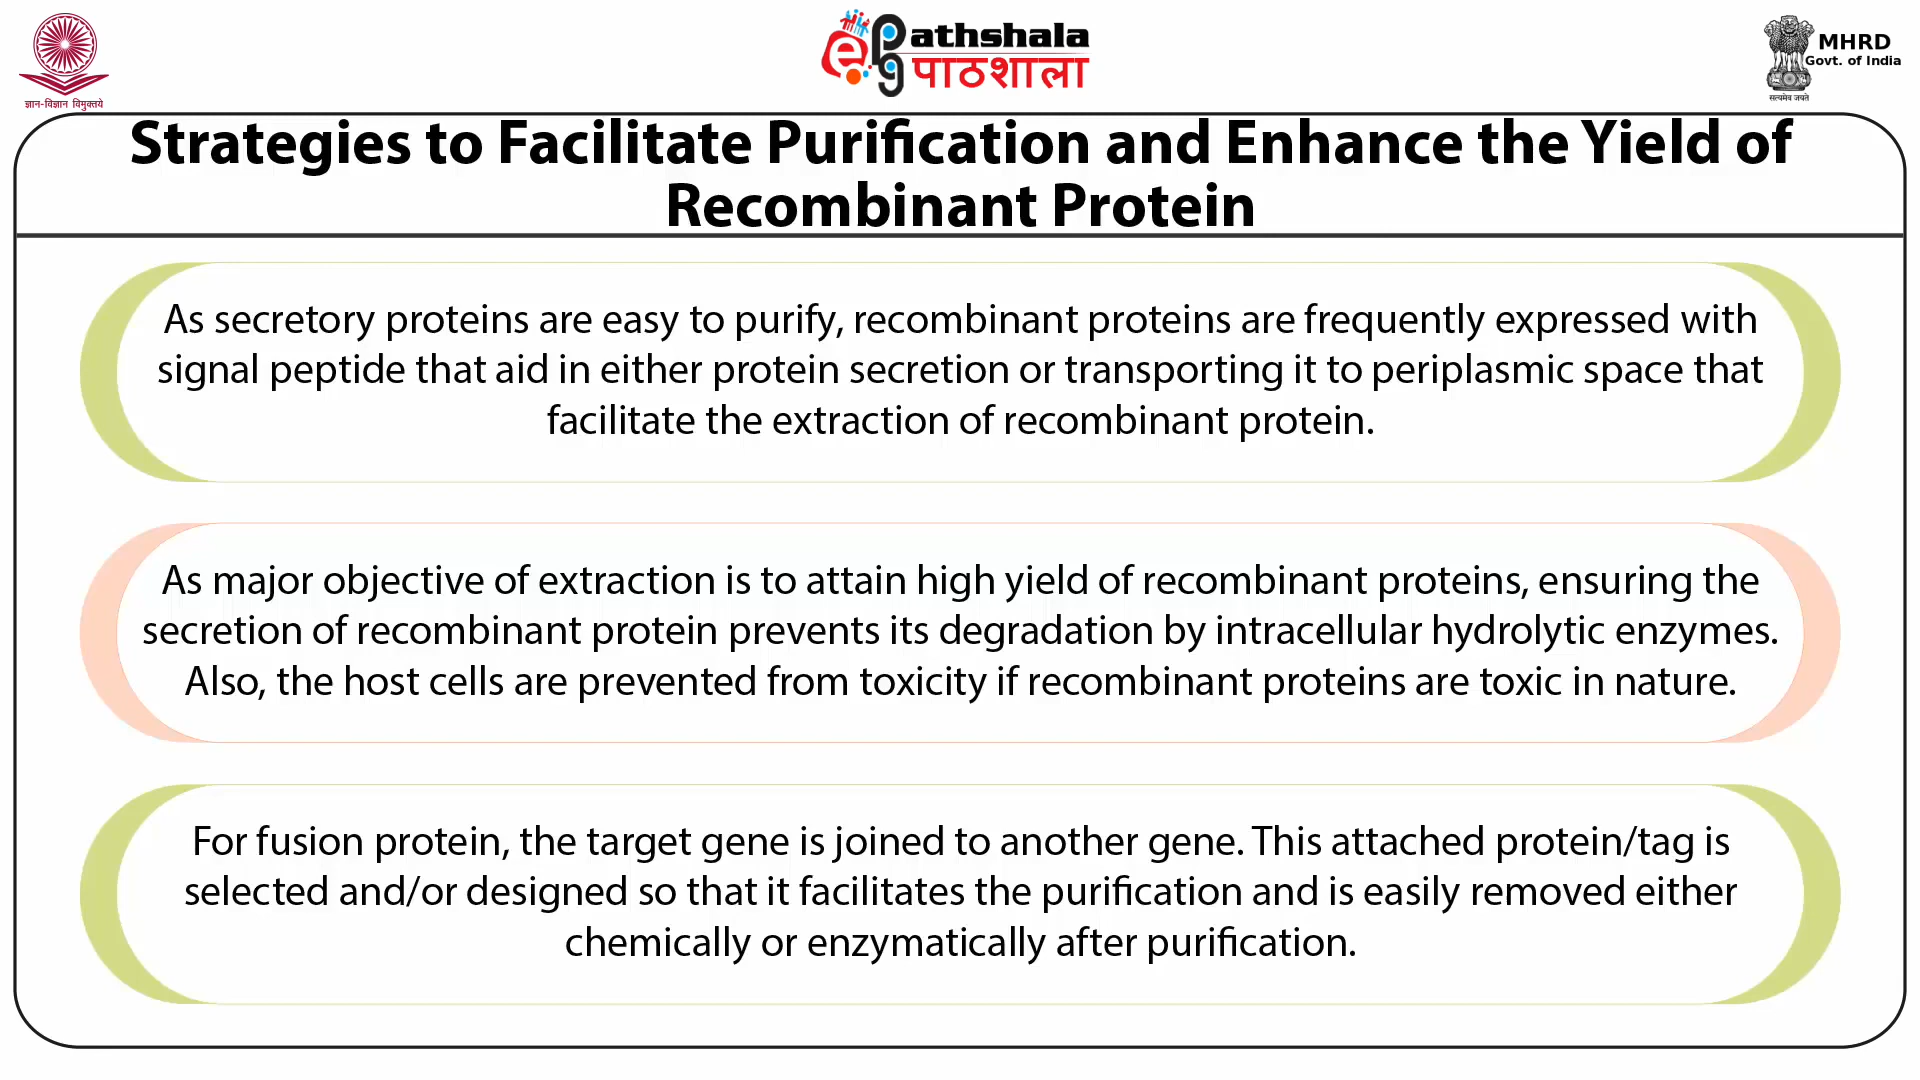 ज्ञान-विज्ञान विमुक्तये
e Pathshala
पाठशाला
MHRD
Govt. of India
सत्यमेव जयते
Strategies to Facilitate Purification and Enhance the Yield of
Recombinant Protein
As secretory proteins are easy to purify, recombinant proteins are frequently expressed with
signal peptide that aid in either protein secretion or transporting it to periplasmic space that
facilitate the extraction of recombinant protein.
As major objective of extraction is to attain high yield of recombinant proteins, ensuring the
secretion of recombinant protein prevents its degradation by intracellular hydrolytic enzymes.
Also, the host cells are prevented from toxicity if recombinant proteins are toxic in nature.
For fusion protein, the target gene is joined to another gene. This attached protein/tag is
selected and/or designed so that it facilitates the purification and is easily removed either
chemically or enzymatically after purification.